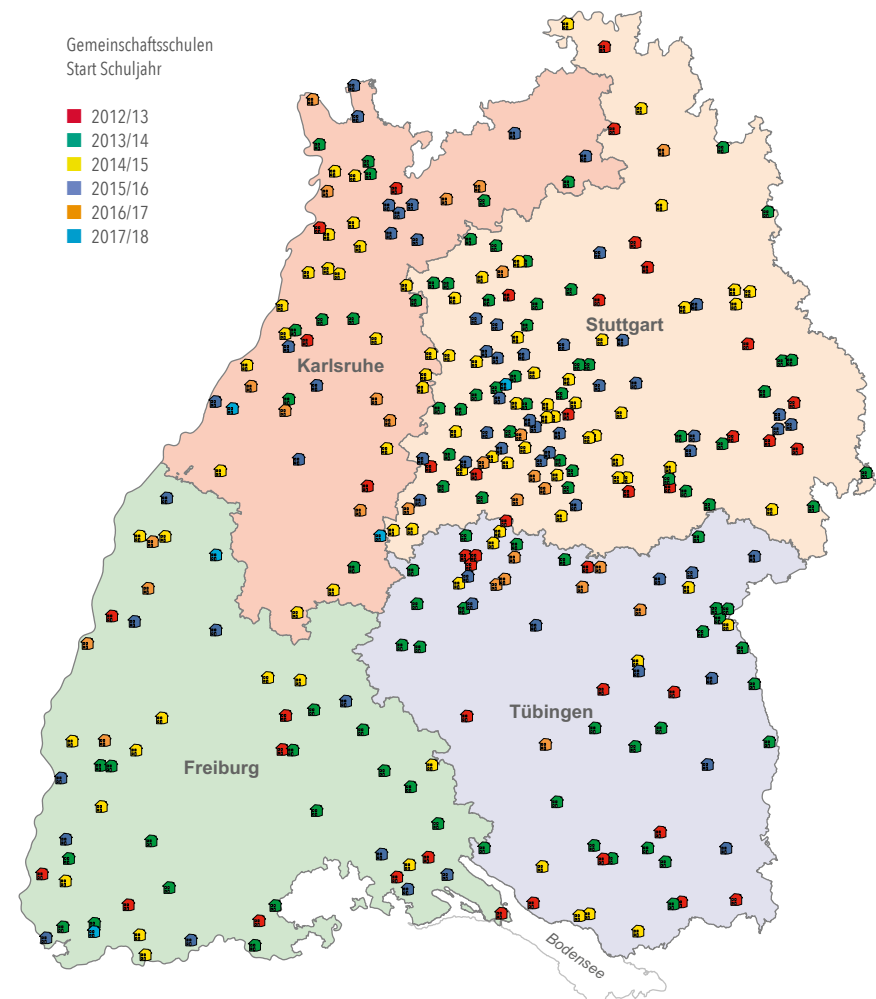 Gemeinschaftsschulen
Start Schuljahr
2012/13
2013/14
2014/15
2015/16
2016/17
2017/18
Stuttgart
Karlsruhe
Tübingen
Freiburg
Bodensee